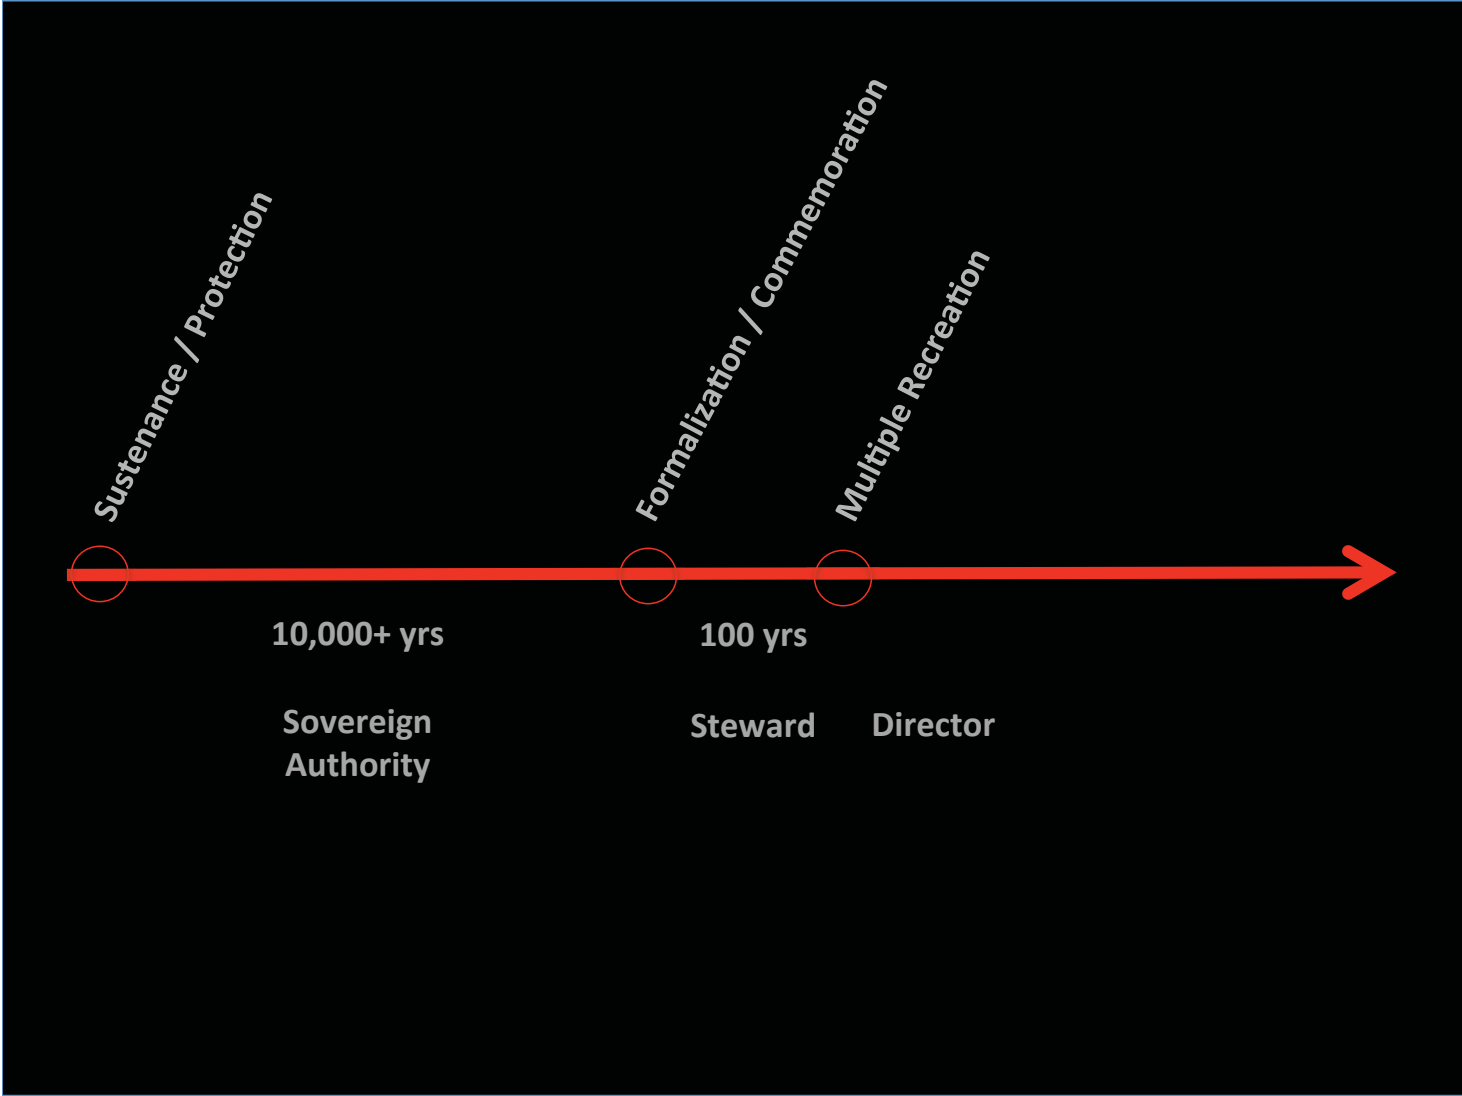 Sustenance / Protection
Formalization / Commemoration
Multiple Recreation
10,000+ yrs
100 yrs
Sovereign
Authority
Steward
Director